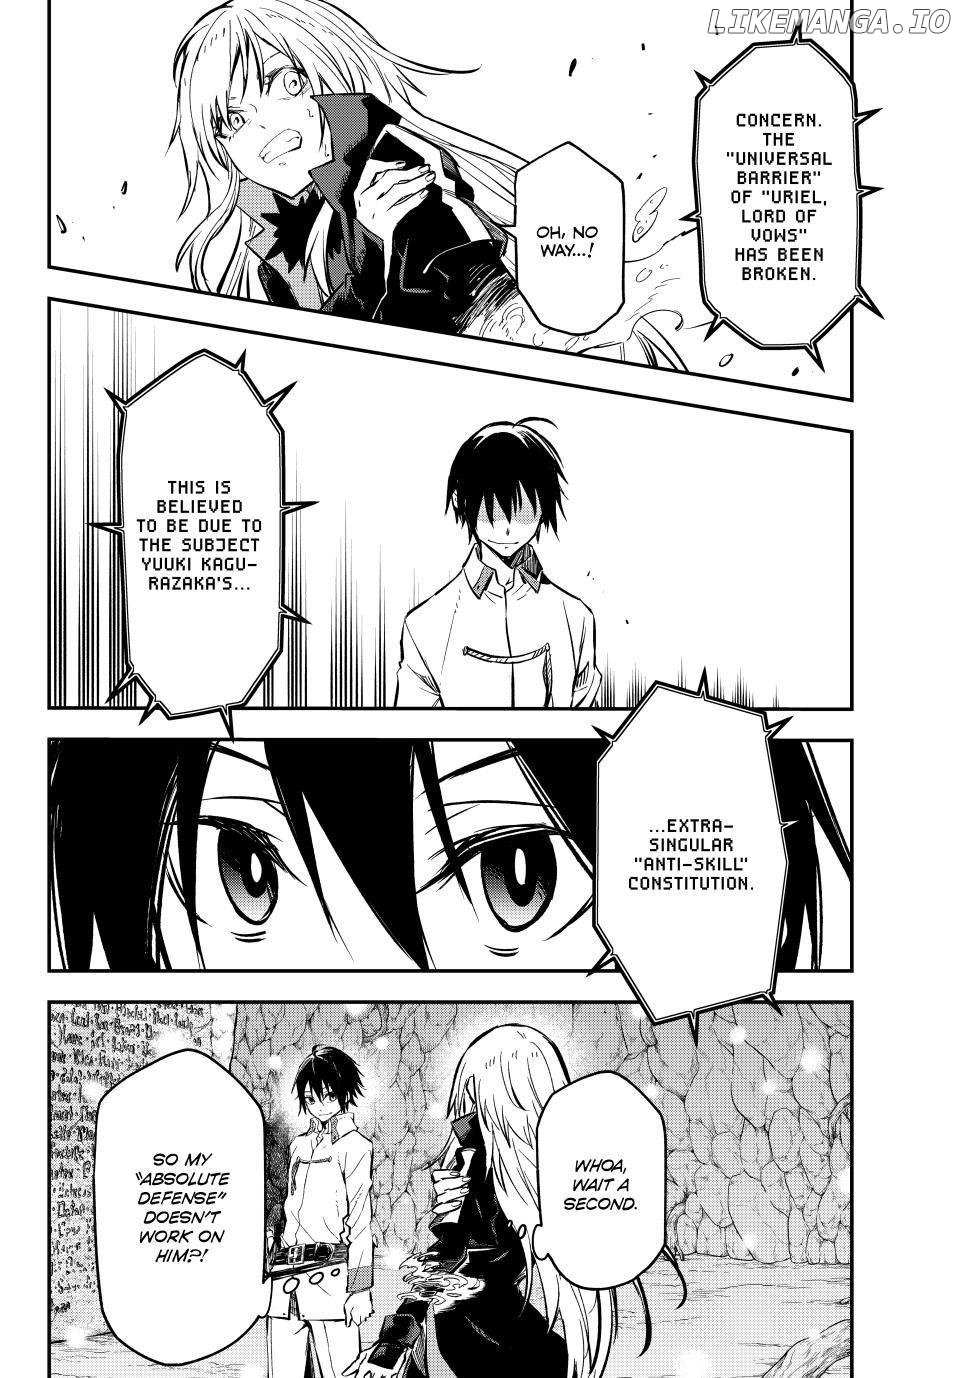 LIKEMANGA.IO
CONCERN.
THE
"UNIVERSAL
BARRIER"
OF "URIEL,
LORD OF
VOWS"
HAS BEEN
BROKEN.
OH, NO
WAY...!
THIS IS
BELIEVED
TO BE DUE TO
THE SUBJECT
YUUKI KAGU-
RAZAKA'S...
...EXTRA-
SINGULAR
"ANTI-SKILL"
CONSTITUTION.
WHOA,
WAIT A
SECOND.
SO MY
"ABSOLUTE
DEFENSE"
DOESN'T
WORK ON
HIM?!